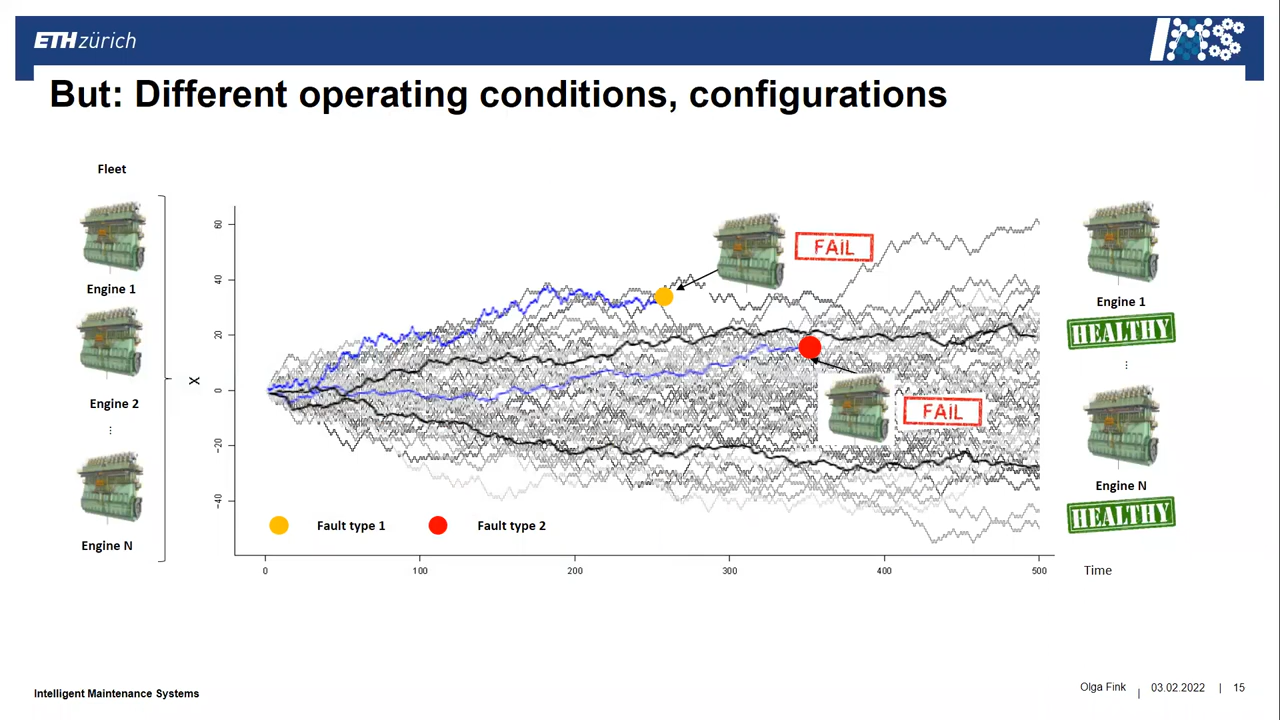 ETH zürich
IMS
But: Different operating conditions, configurations
Fleet
Engine 1
Engine 2
⋮
Engine N
X
60
40
20
0
-20
-40
FAIL
FAIL
Fault type 1
Fault type 2
0
100
200
300
400
500
Time
Engine 1
HEALTHY
⋮
Engine N
HEALTHY
Intelligent Maintenance Systems
Olga Fink | 03.02.2022 | 15